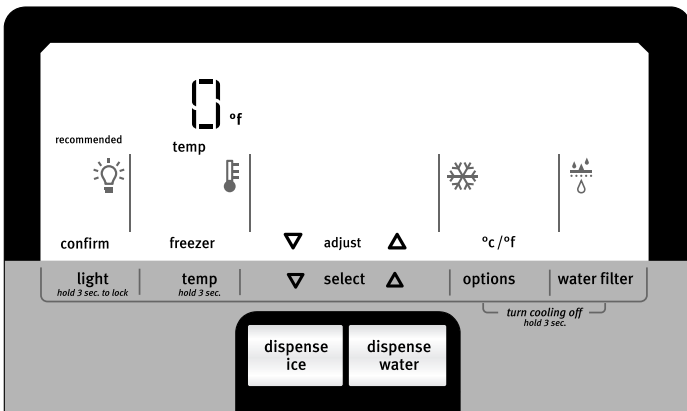 0 °f
recommended
temp
confirm freezer adjust °c/°f
light temp select options water filter
hold 3 sec. to lock hold 3 sec.
turn cooling off
hold 3 sec.
dispense ice
dispense water